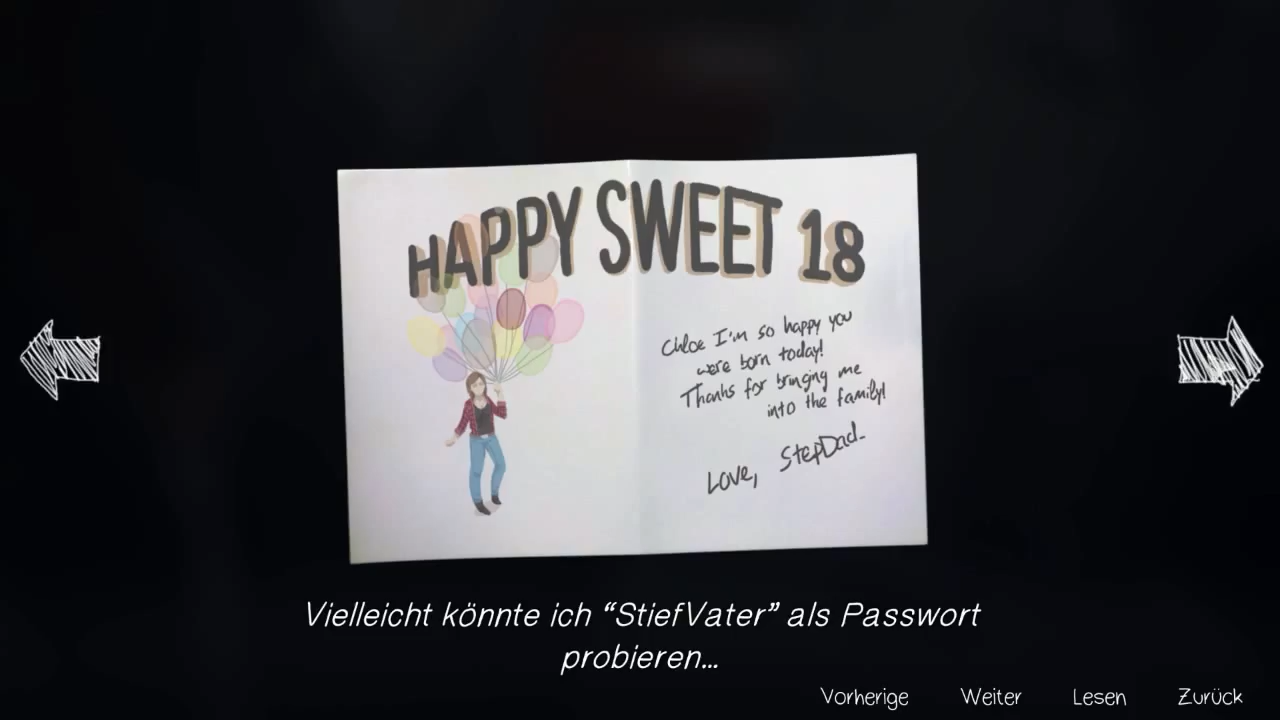 HAPPY SWEET 18
Chloe I'm so happy you
were born today!
Thanks for bringing me
into the family!
Love, StepDad
Vielleicht könnte ich “StiefVater” als Passwort
probieren...
Vorherige Weiter Lesen Zurück